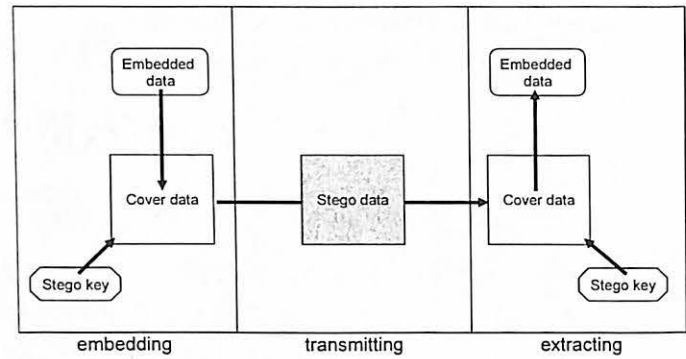 Embedded
data
Embedded
data
Cover data
Stego data
Cover data
Stego key
Stego key
embedding
transmitting
extracting